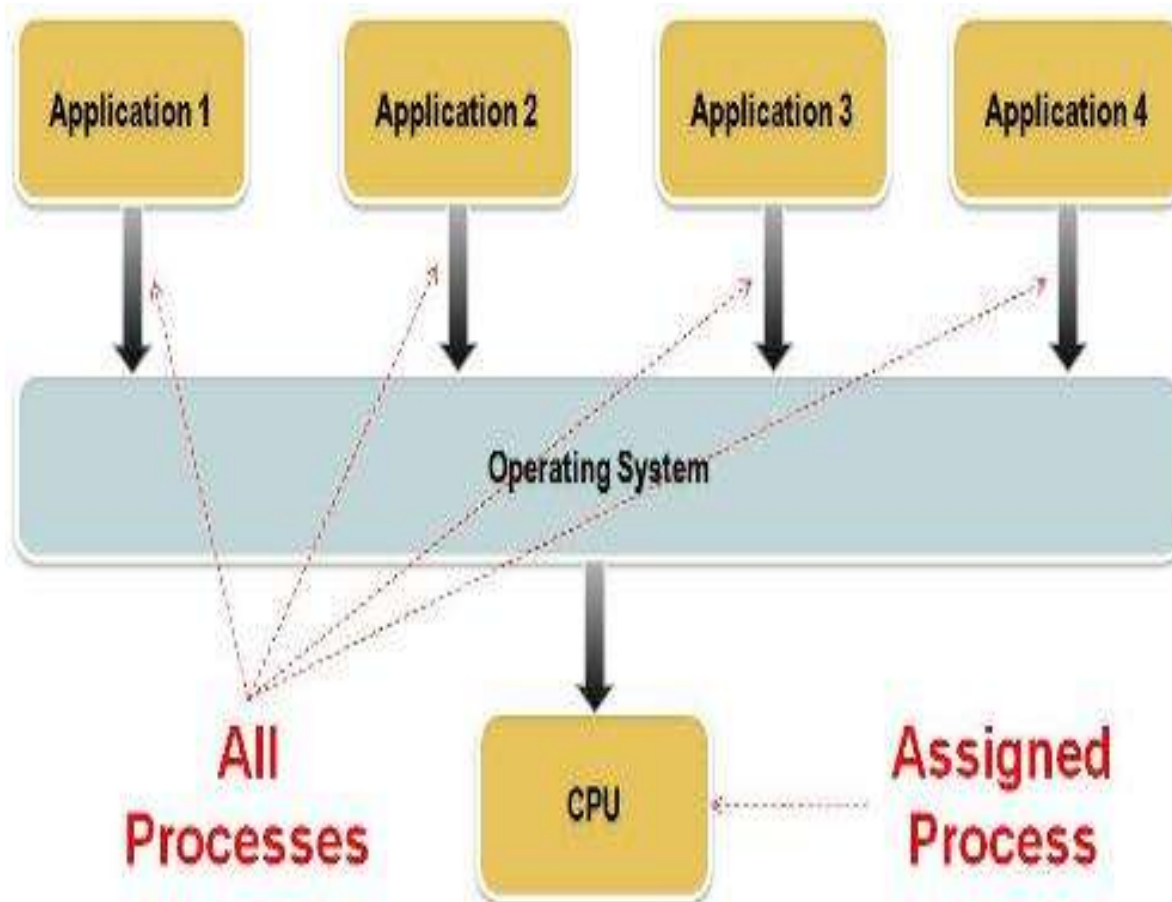 Application 1
Application 2
Application 3
Application 4
Operating System
All
Processes
CPU
Assigned
Process